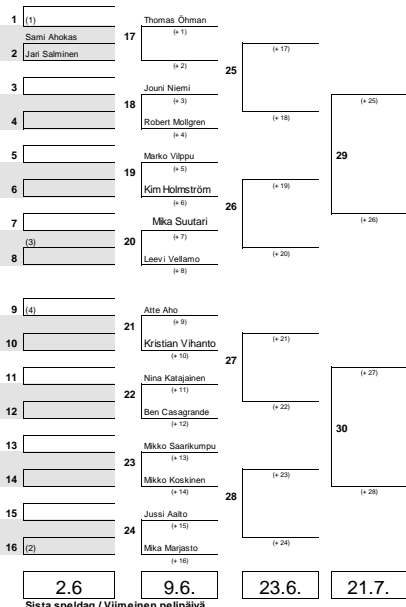 1 (1) Thomas Öhman
17 (+ 1) (+ 17)
Sami Ahokas
2 Jari Salminen
(+ 2)
25
3 Jouni Niemi (+ 25)
18 (+ 3)
4 Robert Mollgren (+ 18)
(+ 4)
5 Marko Vilppu 29
19 (+ 5)
6 Kim Holmström (+ 19)
(+ 6)
26
7 Mika Suutari (+ 26)
(3) 20 (+ 7)
8 Leevi Vellamo (+ 20)
(+ 8)
9 (4) Atte Aho
21 (+ 9)
10 Kristian Vihanto (+ 21)
(+ 10)
27
11 Nina Katajainen (+ 27)
22 (+ 11)
12 Ben Casagrande (+ 22)
(+ 12)
30
13 Mikko Saarikumpu
23 (+ 13)
14 Mikko Koskinen (+ 23)
(+ 14) (+ 28)
28
15 Jussi Aalto
24 (+ 15)
16 (2) Mika Marjasto (+ 24)
(+ 16)
2.6 9.6. 23.6. 21.7.
Sista speldag / Viimeinen pelipäivä